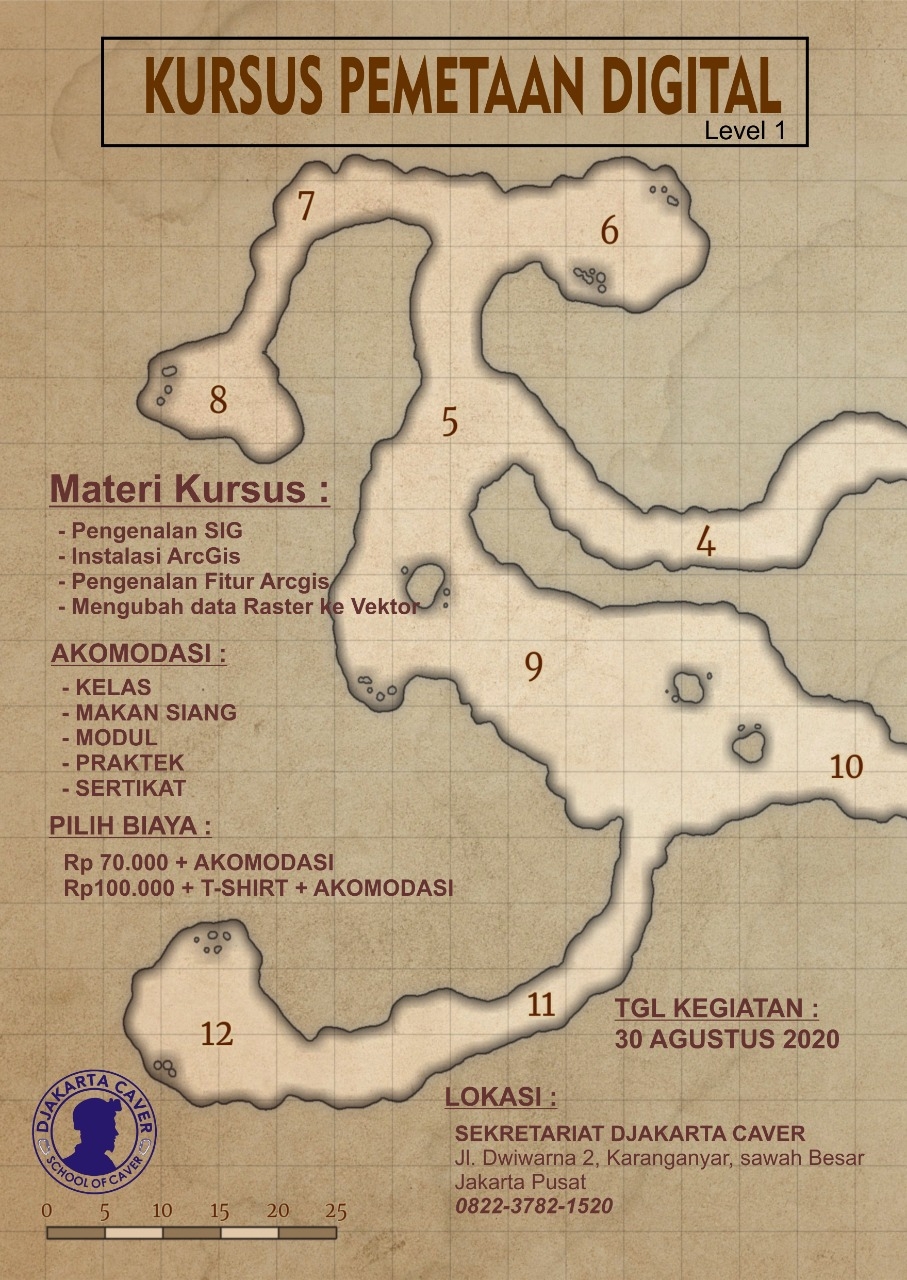 KURSUS PEMETAAN DIGITAL
Level 1
7
6
8
5
4
Materi Kursus :
- Pengenalan SIG
- Instalasi ArcGis
- Pengenalan Fitur Arcgis
- Mengubah data Raster ke Vektor
9
10
AKOMODASI :
- KELAS
- MAKAN SIANG
- MODUL
- PRAKTEK
- SERTIKAT
PILIH BIAYA :
Rp 70.000 + AKOMODASI
Rp100.000 + T-SHIRT + AKOMODASI
11
12
TGL KEGIATAN :
30 AGUSTUS 2020
LOKASI :
SEKRETARIAT DJAKARTA CAVER
Jl. Dwiwarna 2, Karanganyar, sawah Besar
Jakarta Pusat
0822-3782-1520
DJAKARTA CAVER
SCHOOL OF CAVER
0 5 10 15 20 25